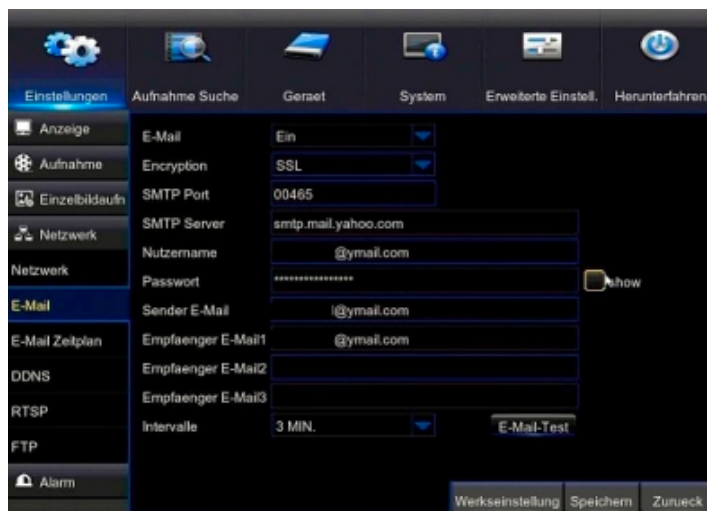 Einstellungen
Aufnahme Suche
Geraet
System
Erweiterte Einstell.
Herunterfahren
Anzeige
Aufnahme
Einzelbildaufn
Netzwerk
Netzwerk
E-Mail
E-Mail Zeitplan
DDNS
RTSP
FTP
Alarm
E-Mail Ein
Encryption SSL
SMTP Port 00465
SMTP Server smtp.mail.yahoo.com
Nutzername @ymail.com
Passwort **************** show
Sender E-Mail l@ymail.com
Empfaenger E-Mail1 @ymail.com
Empfaenger E-Mail2
Empfaenger E-Mail3
Intervalle 3 MIN. E-Mail-Test
Werkseinstellung Speichern Zurueck